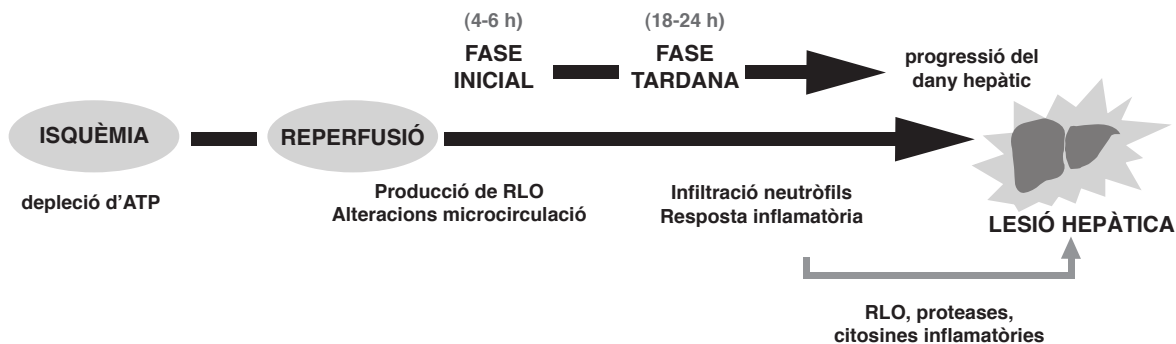 (4-6 h)
FASE
INICIAL
(18-24 h)
FASE
TARDANA
progressió del
dany hepàtic
ISQUÈMIA
REPERFUSIÓ
depleció d'ATP
Producció de RLO
Alteracions microcirculació
Infiltració neutròfils
Resposta inflamatòria
LESIÓ HEPÀTICA
RLO, proteases,
citosines inflamatòries